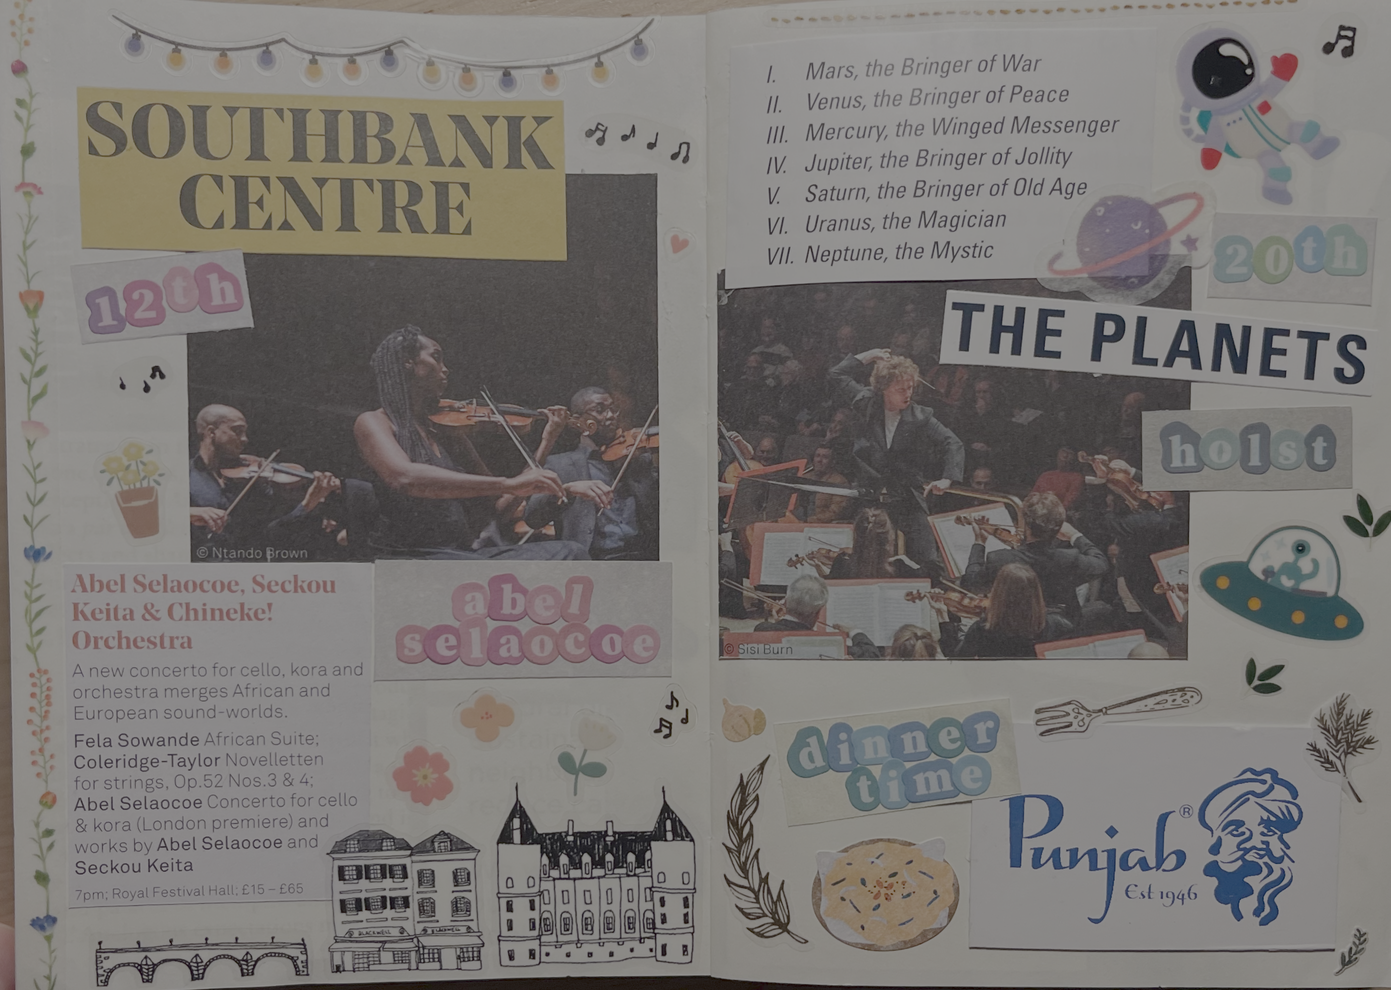 SOUTHBANK
CENTRE
12th
© Ntando Brown
Abel Selaocoe, Seckou
Keita & Chineke!
Orchestra
A new concerto for cello, kora and
orchestra merges African and
European sound-worlds.
Fela Sowande African Suite;
Coleridge-Taylor Novelletten
for strings, Op.52 Nos.3 & 4;
Abel Selaocoe Concerto for cello
& kora (London premiere) and
works by Abel Selaocoe and
Seckou Keita
7pm; Royal Festival Hall; £15 – £65
abel
selaocoe
BLACKWELL
BLACKWELL
I. Mars, the Bringer of War
II. Venus, the Bringer of Peace
III. Mercury, the Winged Messenger
IV. Jupiter, the Bringer of Jollity
V. Saturn, the Bringer of Old Age
VI. Uranus, the Magician
VII. Neptune, the Mystic
20th
THE PLANETS
holst
© Sisi Burn
dinner
time
Punjab®
Est 1946